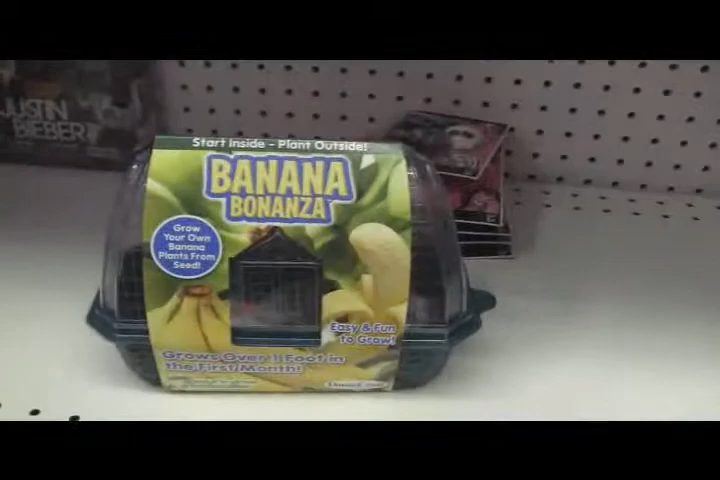 JUSTIN
BIEBER
Start Inside - Plant Outside!
BANANA
BONANZA
Grow
Your Own
Banana
Plants From
Seed!
Easy & Fun
to Grow!
Grows Over 1 Foot in
the First Month!